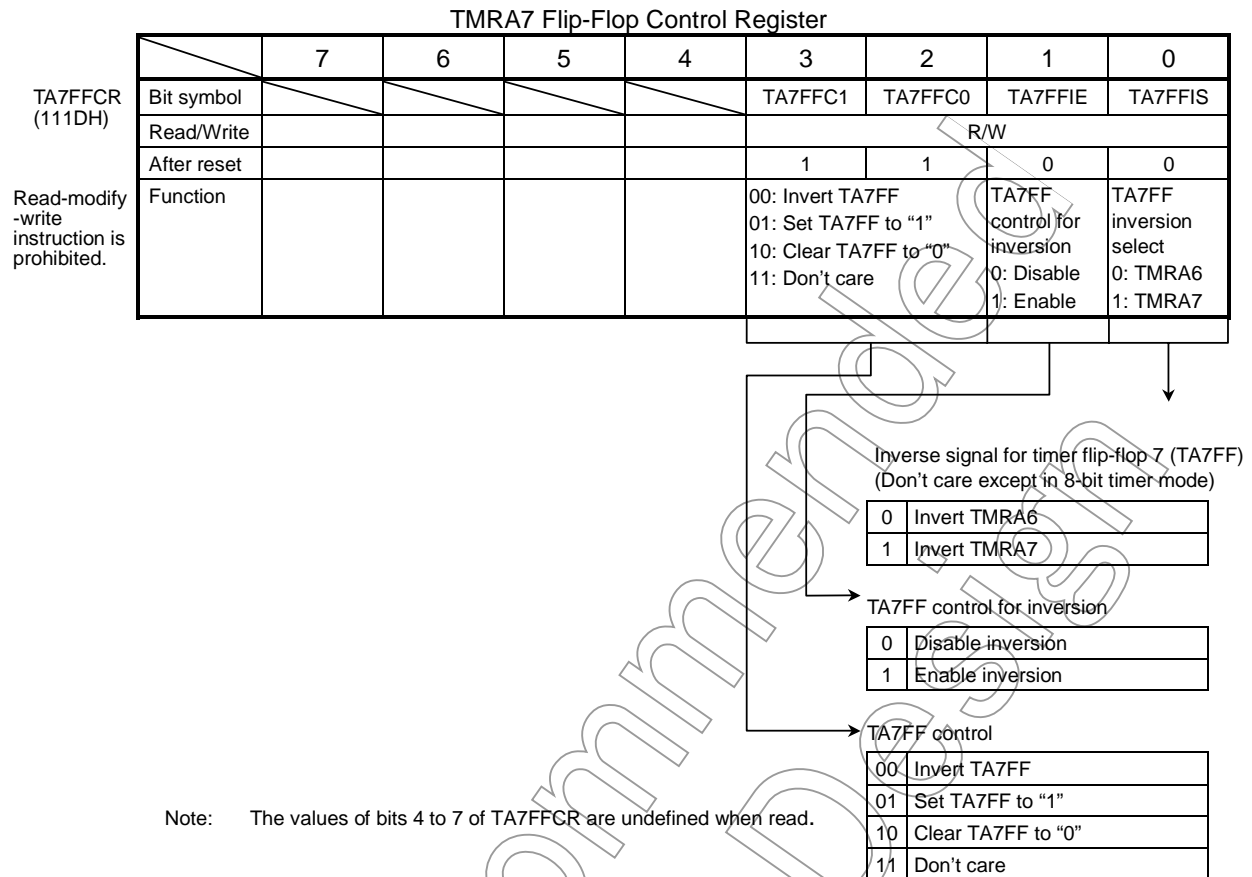 TMRA7 Flip-Flop Control Register
7 6 5 4 3 2 1 0
TA7FFCR
(111DH)
Bit symbol TA7FFC1 TA7FFC0 TA7FFIE TA7FFIS
Read/Write R/W
After reset 1 1 0 0
Read-modify
-write
instruction is
prohibited.
Function
00: Invert TA7FF
01: Set TA7FF to “1”
10: Clear TA7FF to “0”
11: Don’t care
TA7FF
control for
inversion
0: Disable
1: Enable
TA7FF
inversion
select
0: TMRA6
1: TMRA7
Inverse signal for timer flip-flop 7 (TA7FF)
(Don’t care except in 8-bit timer mode)
0 Invert TMRA6
1 Invert TMRA7
TA7FF control for inversion
0 Disable inversion
1 Enable inversion
TA7FF control
00 Invert TA7FF
01 Set TA7FF to “1”
10 Clear TA7FF to “0”
11 Don’t care
Note: The values of bits 4 to 7 of TA7FFCR are undefined when read.